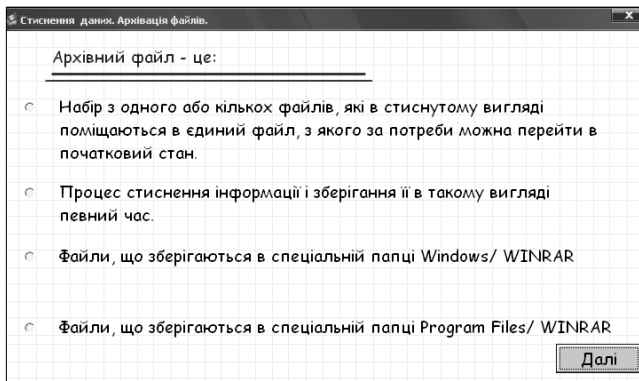 Стиснення даних. Архівація файлів.
Архівний файл - це:
Набір з одного або кількох файлів, які в стиснутому вигляді
поміщаються в єдиний файл, з якого за потреби можна перейти в
початковий стан.
Процес стиснення інформації і зберігання її в такому вигляді
певний час.
Файли, що зберігаються в спеціальній папці Windows/ WINRAR
Файли, що зберігаються в спеціальній папці Program Files/ WINRAR
Далі